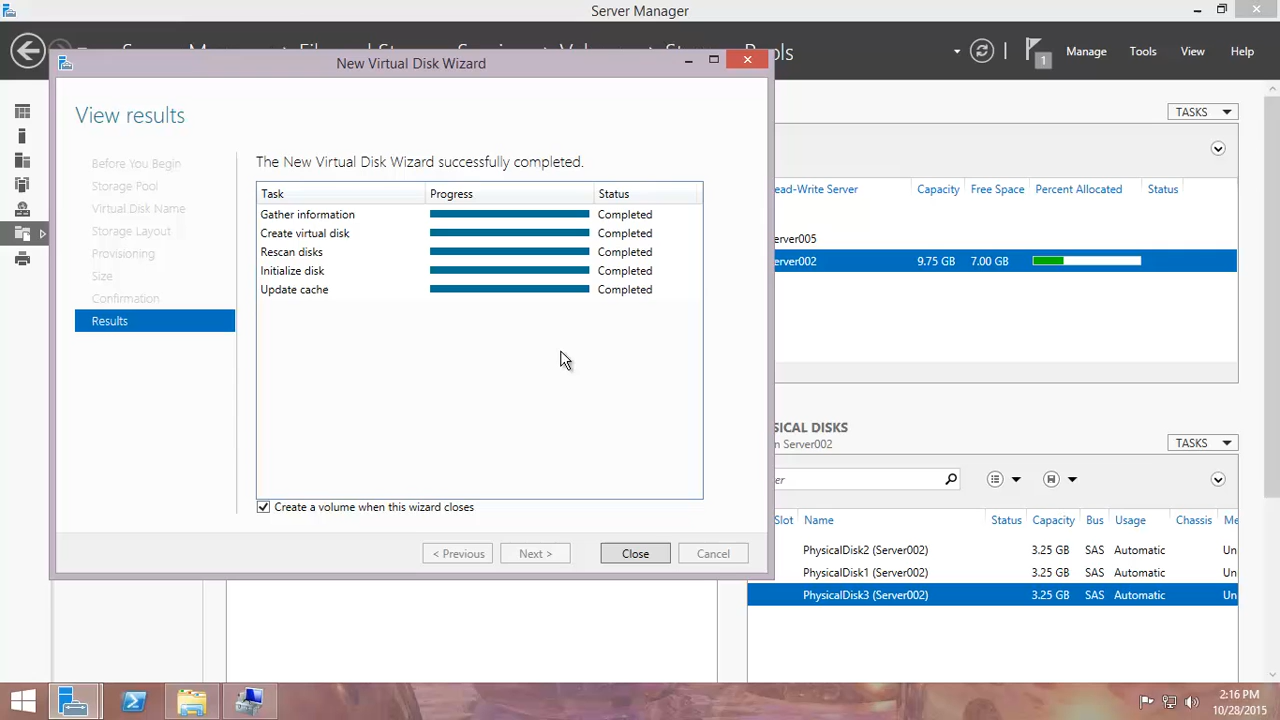 Server Manager
Manage
Tools
View
Help
1
New Virtual Disk Wizard
View results
Before You Begin
Storage Pool
Virtual Disk Name
Storage Layout
Provisioning
Size
Confirmation
Results
The New Virtual Disk Wizard successfully completed.
Task Progress Status
Gather information Completed
Create virtual disk Completed
Rescan disks Completed
Initialize disk Completed
Update cache Completed
Create a volume when this wizard closes
< Previous
Next >
Close
Cancel
TASKS
ead-Write Server Capacity Free Space Percent Allocated Status
erver005
erver002 9.75 GB 7.00 GB
SICAL DISKS
n Server002
TASKS
er
Slot Name Status Capacity Bus Usage Chassis Me
PhysicalDisk2 (Server002) 3.25 GB SAS Automatic Un
PhysicalDisk1 (Server002) 3.25 GB SAS Automatic Un
PhysicalDisk3 (Server002) 3.25 GB SAS Automatic Un
2:16 PM
10/28/2015